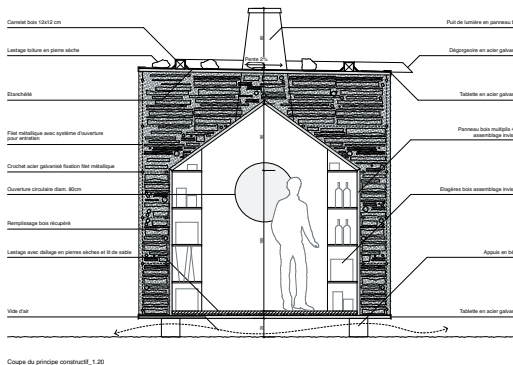 Carrelet bois 12x12 cm
Lestage toiture en pierre sèche
Etanchéité
Filet métallique avec système d'ouverture
pour entretien
Crochet acier galvanisé fixation filet métallique
Ouverture circulaire diam. 80cm
Remplissage bois récupéré
Lestage avec dallage en pierres sèches et lit de sable
Vide d'air
Pente 2%
Puit de lumière en panneau
Dégorgeoire en acier galva
Tablette en acier galva
Panneau bois multiplis
assemblage invis
Etagères bois assemblage invis
Appuis en bé
Tablette en acier galva
Coupe du principe constructif_1.20